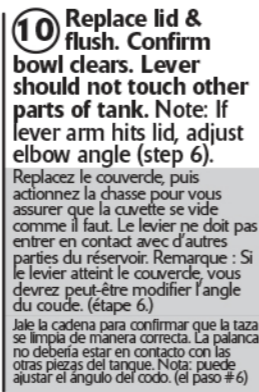 10 Replace lid &
flush. Confirm
bowl clears. Lever
should not touch other
parts of tank. Note: If
lever arm hits lid, adjust
elbow angle (step 6).
Replacez le couvercle, puis
actionnez la chasse pour vous
assurer que la cuvette se vide
comme il faut. Le levier ne doit pas
entrer en contact avec d'autres
parties du réservoir. Remarque : Si
le levier atteint le couvercle, vous
devrez peut-être modifier l'angle
du coude. (étape 6.)
Jale la cadena para confirmar que la taza
se limpia de manera correcta. La palanca
no debería estar en contacto con las
otras piezas del tanque. Nota: puede
ajustar el ángulo del codo. (el paso #6)